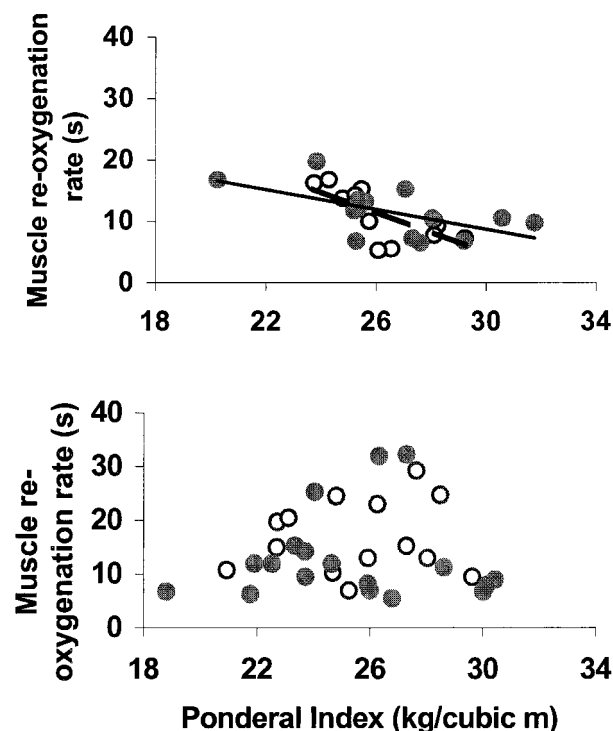 Muscle re-oxygenation
rate (s)
40
30
20
10
0
18 22 26 30 34
Muscle re-
oxygenation rate (s)
40
30
20
10
0
18 22 26 30 34
Ponderal Index (kg/cubic m)